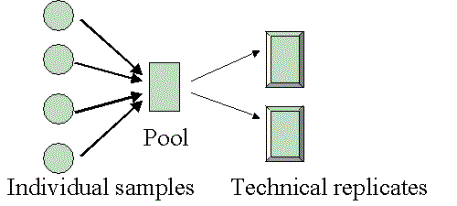 Pool
Individual samples
Technical replicates